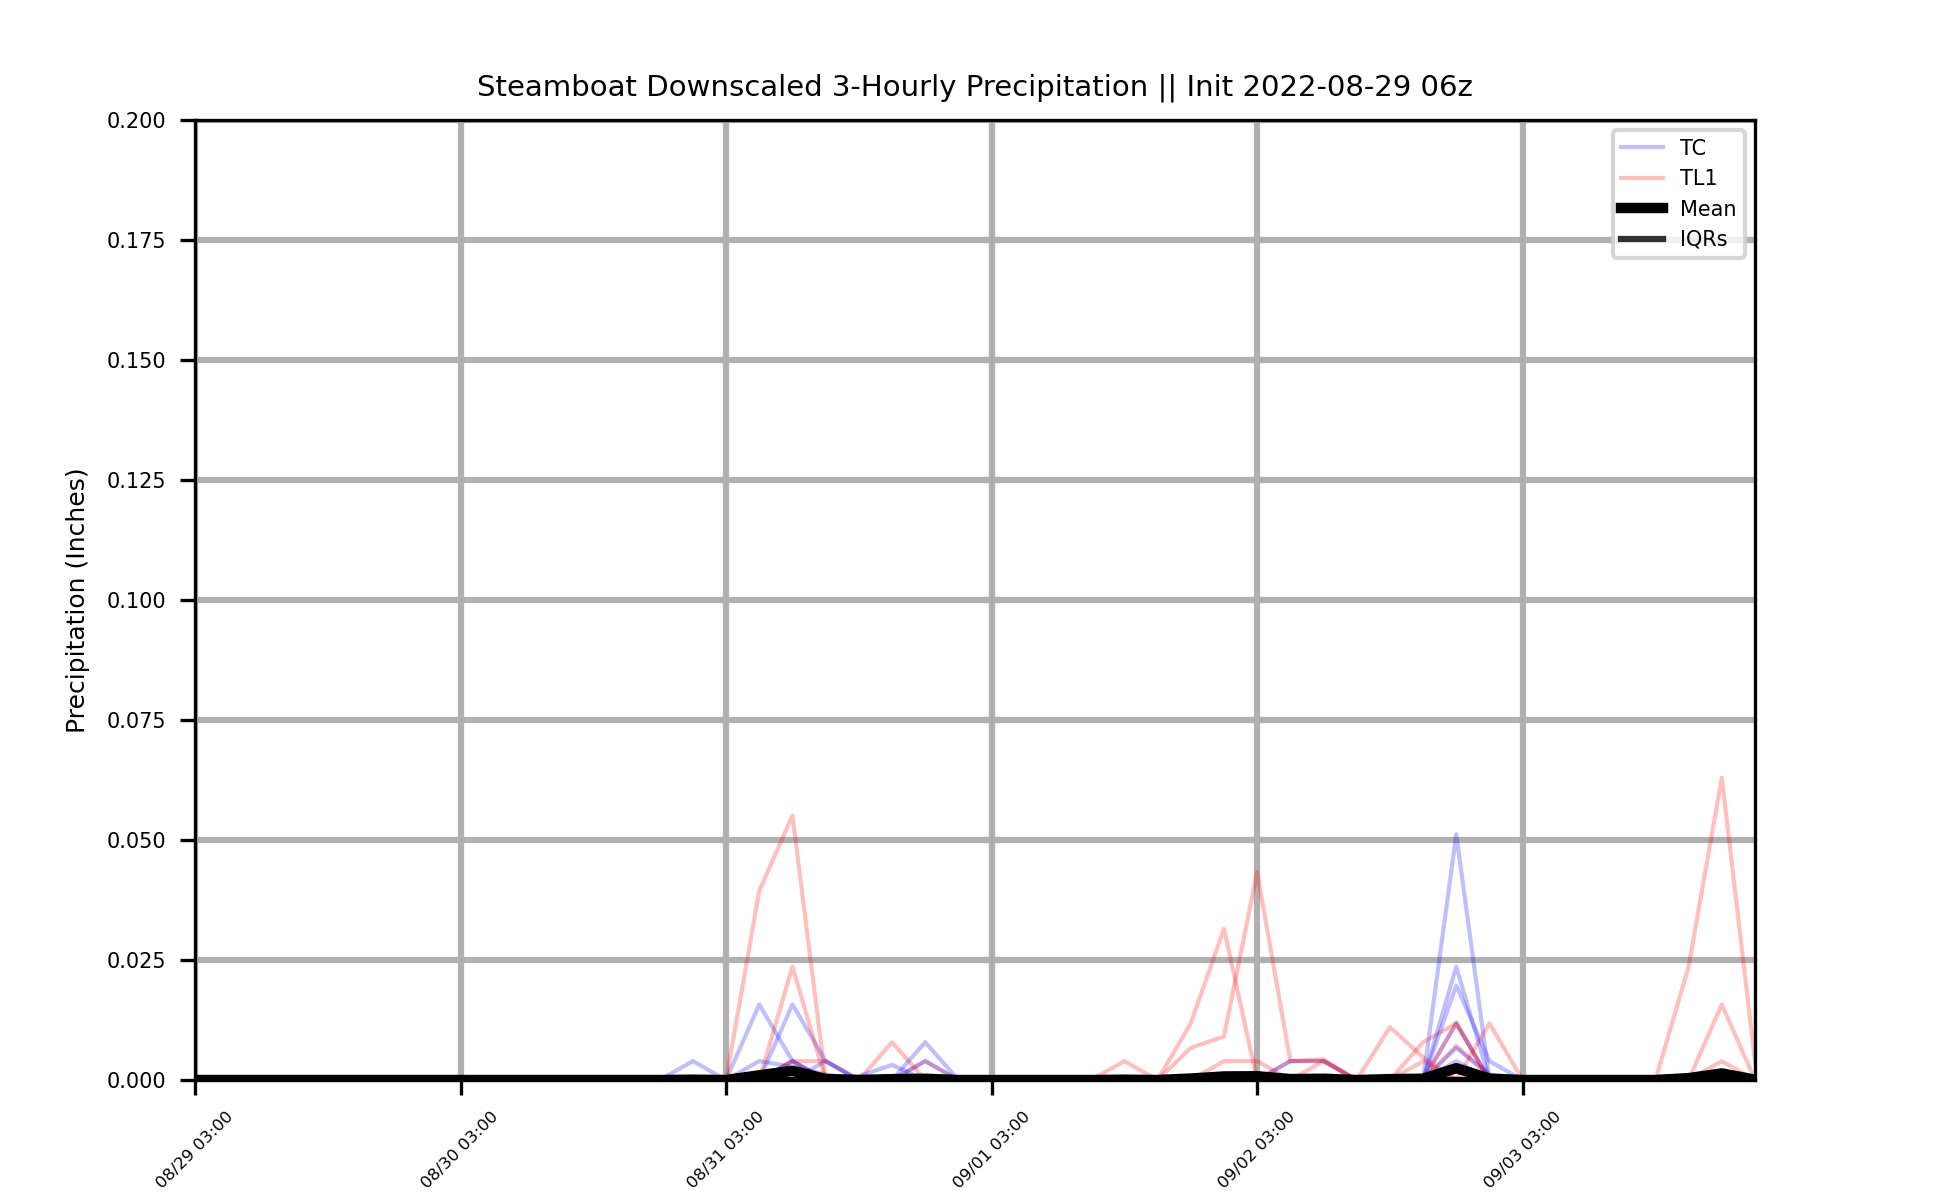 Steamboat Downscaled 3-Hourly Precipitation || Init 2022-08-29 06z
TC
TL1
Mean
IQRs
Precipitation (Inches)
0.200
0.175
0.150
0.125
0.100
0.075
0.050
0.025
0.000
08/29 03:00
08/30 03:00
08/31 03:00
09/01 03:00
09/02 03:00
09/03 03:00